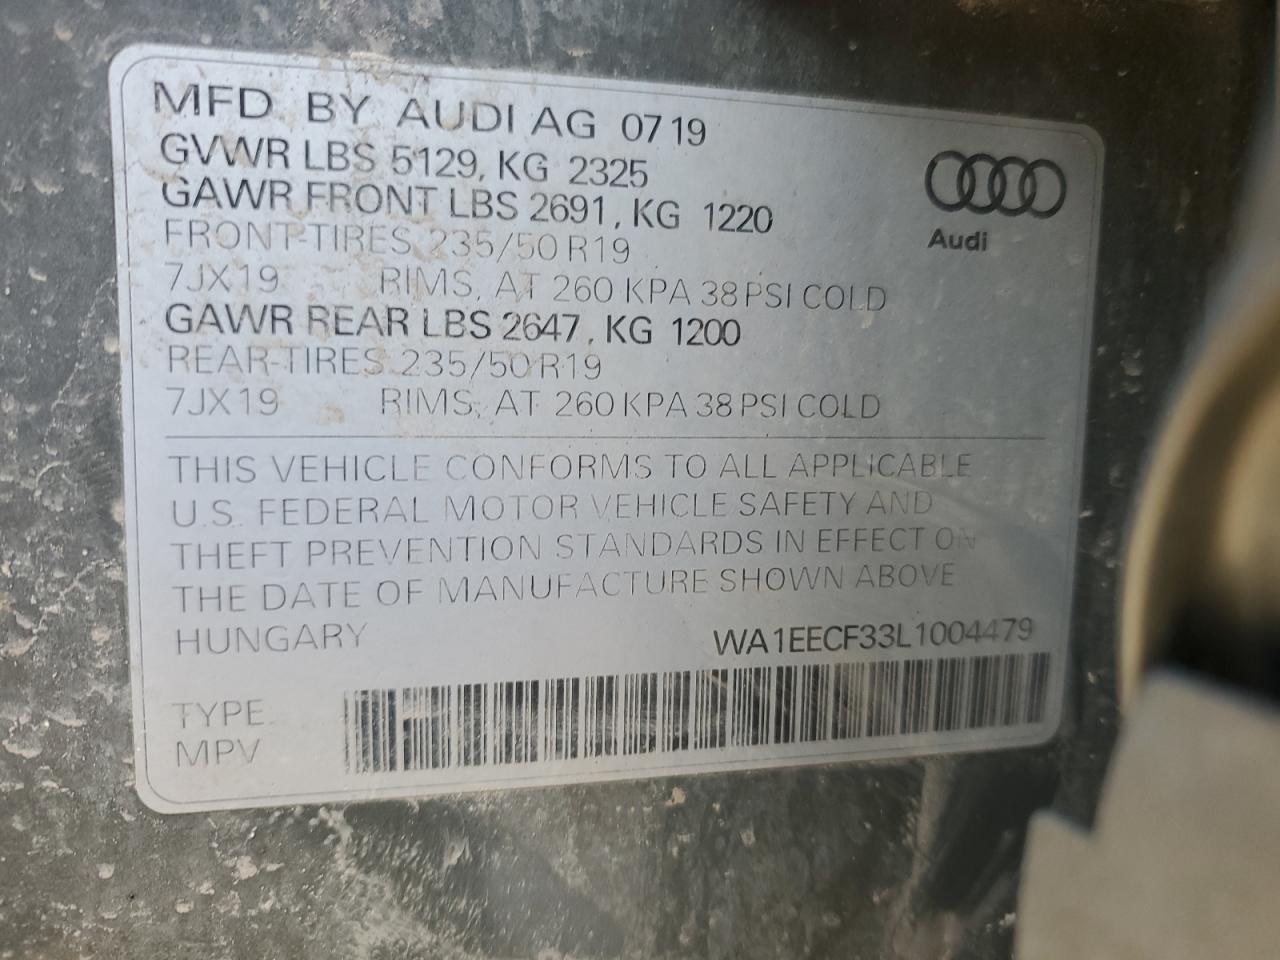 MFD BY AUDI AG 0719
GVWR LBS 5129, KG 2325
GAWR FRONT LBS 2691, KG 1220
FRONT-TIRES 235/50 R19
7JX19 RIMS, AT 260 KPA 38 PSI COLD
GAWR REAR LBS 2647, KG 1200
REAR-TIRES 235/50 R19
7JX19 RIMS, AT 260 KPA 38 PSI COLD
Audi
THIS VEHICLE CONFORMS TO ALL APPLICABLE
U.S. FEDERAL MOTOR VEHICLE SAFETY AND
THEFT PREVENTION STANDARDS IN EFFECT ON
THE DATE OF MANUFACTURE SHOWN ABOVE
HUNGARY WA1EECF33L1004479
TYPE
MPV